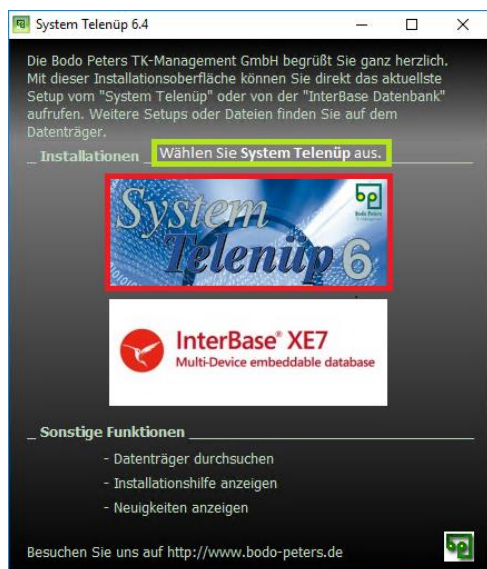 System Telenüp 6.4
Die Bodo Peters TK-Management GmbH begrüßt Sie ganz herzlich.
Mit dieser Installationsoberfläche können Sie direkt das aktuellste
Setup vom "System Telenüp" oder von der "InterBase Datenbank"
aufrufen. Weitere Setups oder Dateien finden Sie auf dem
Datenträger.
_ Installationen
Wählen Sie System Telenüp aus.
System
Telenüp 6
bp
Bodo Peters
InterBase® XE7
Multi-Device embeddable database
_ Sonstige Funktionen
- Datenträger durchsuchen
- Installationshilfe anzeigen
- Neuigkeiten anzeigen
Besuchen Sie uns auf http://www.bodo-peters.de
bp